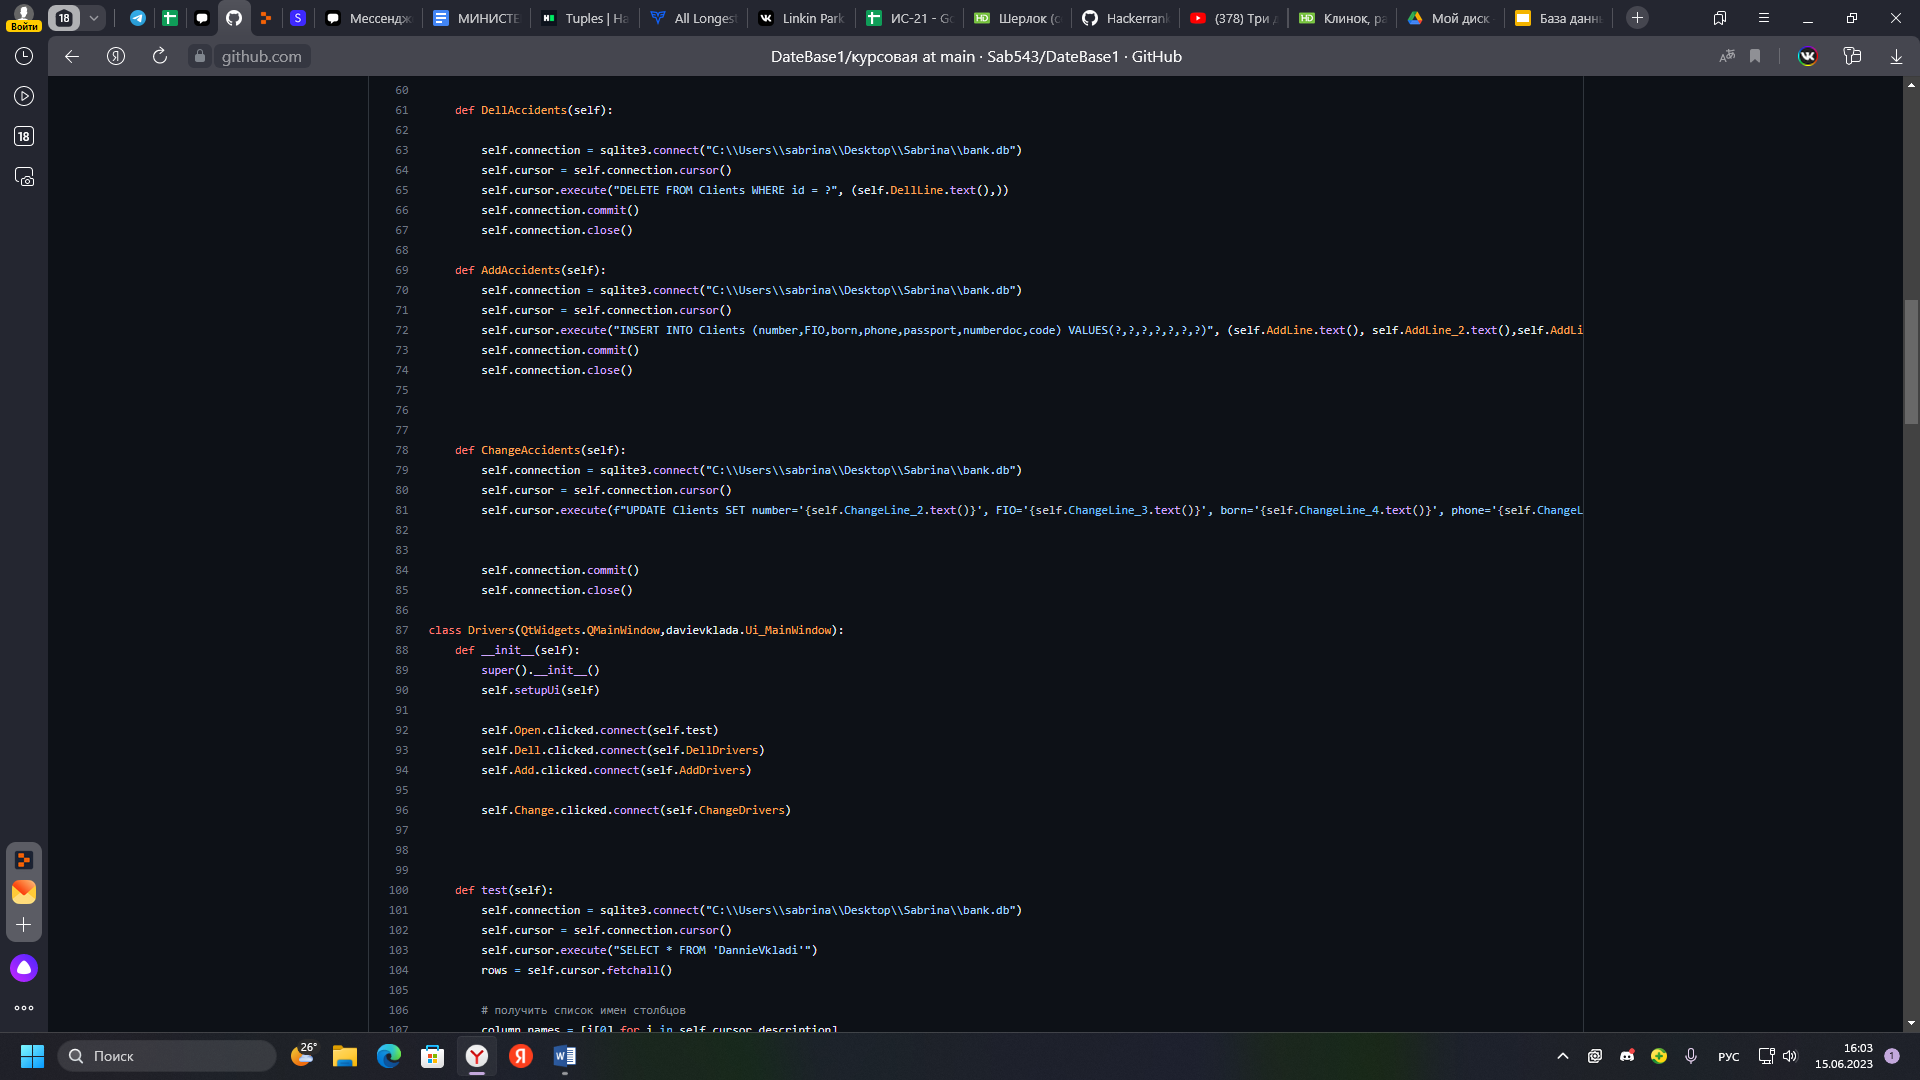 18
Мессендж
МИНИСТЕ
Tuples | Ha
All Longest
Linkin Park
ИС-21 - Go
Шерлок (с
Hackerrank
(378) Три д
Клинок, ра
Мой диск -
База данн
Войти
github.com
DateBase1/курсовая at main · Sab543/DateBase1 · GitHub
18
60
61 def DellAccidents(self):
62
63 self.connection = sqlite3.connect("C:\\Users\\sabrina\\Desktop\\Sabrina\\bank.db")
64 self.cursor = self.connection.cursor()
65 self.cursor.execute("DELETE FROM Clients WHERE id = ?", (self.DellLine.text(),))
66 self.connection.commit()
67 self.connection.close()
68
69 def AddAccidents(self):
70 self.connection = sqlite3.connect("C:\\Users\\sabrina\\Desktop\\Sabrina\\bank.db")
71 self.cursor = self.connection.cursor()
72 self.cursor.execute("INSERT INTO Clients (number,FIO,born,phone,passport,numberdoc,code) VALUES(?,?,?,?,?,?,?)", (self.AddLine.text(), self.AddLine_2.text(),self.AddLi
73 self.connection.commit()
74 self.connection.close()
75
76
77
78 def ChangeAccidents(self):
79 self.connection = sqlite3.connect("C:\\Users\\sabrina\\Desktop\\Sabrina\\bank.db")
80 self.cursor = self.connection.cursor()
81 self.cursor.execute(f"UPDATE Clients SET number='{self.ChangeLine_2.text()}', FIO='{self.ChangeLine_3.text()}', born='{self.ChangeLine_4.text()}', phone='{self.ChangeL
82
83
84 self.connection.commit()
85 self.connection.close()
86
87 class Drivers(QtWidgets.QMainWindow,davievklada.Ui_MainWindow):
88 def __init__(self):
89 super().__init__()
90 self.setupUi(self)
91
92 self.Open.clicked.connect(self.test)
93 self.Dell.clicked.connect(self.DellDrivers)
94 self.Add.clicked.connect(self.AddDrivers)
95
96 self.Change.clicked.connect(self.ChangeDrivers)
97
98
99
100 def test(self):
101 self.connection = sqlite3.connect("C:\\Users\\sabrina\\Desktop\\Sabrina\\bank.db")
102 self.cursor = self.connection.cursor()
103 self.cursor.execute("SELECT * FROM 'DannieVkladi'")
104 rows = self.cursor.fetchall()
105
106 # получить список имен столбцов
107 column_names = [i[0] for i in self.cursor.description]
Поиск
26°
РУС
16:03
15.06.2023
1